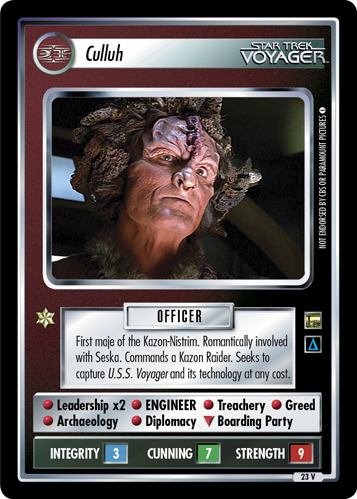 Culluh
STAR TREK
VOYAGER
NOT ENDORSED BY CBS OR PARAMOUNT PICTURES
OFFICER
First maje of the Kazon-Nistrim. Romantically involved
with Seska. Commands a Kazon Raider. Seeks to
capture U.S.S. Voyager and its technology at any cost.
Leadership x2 ENGINEER Treachery Greed
Archaeology Diplomacy Boarding Party
INTEGRITY 3 CUNNING 7 STRENGTH 9
23 V